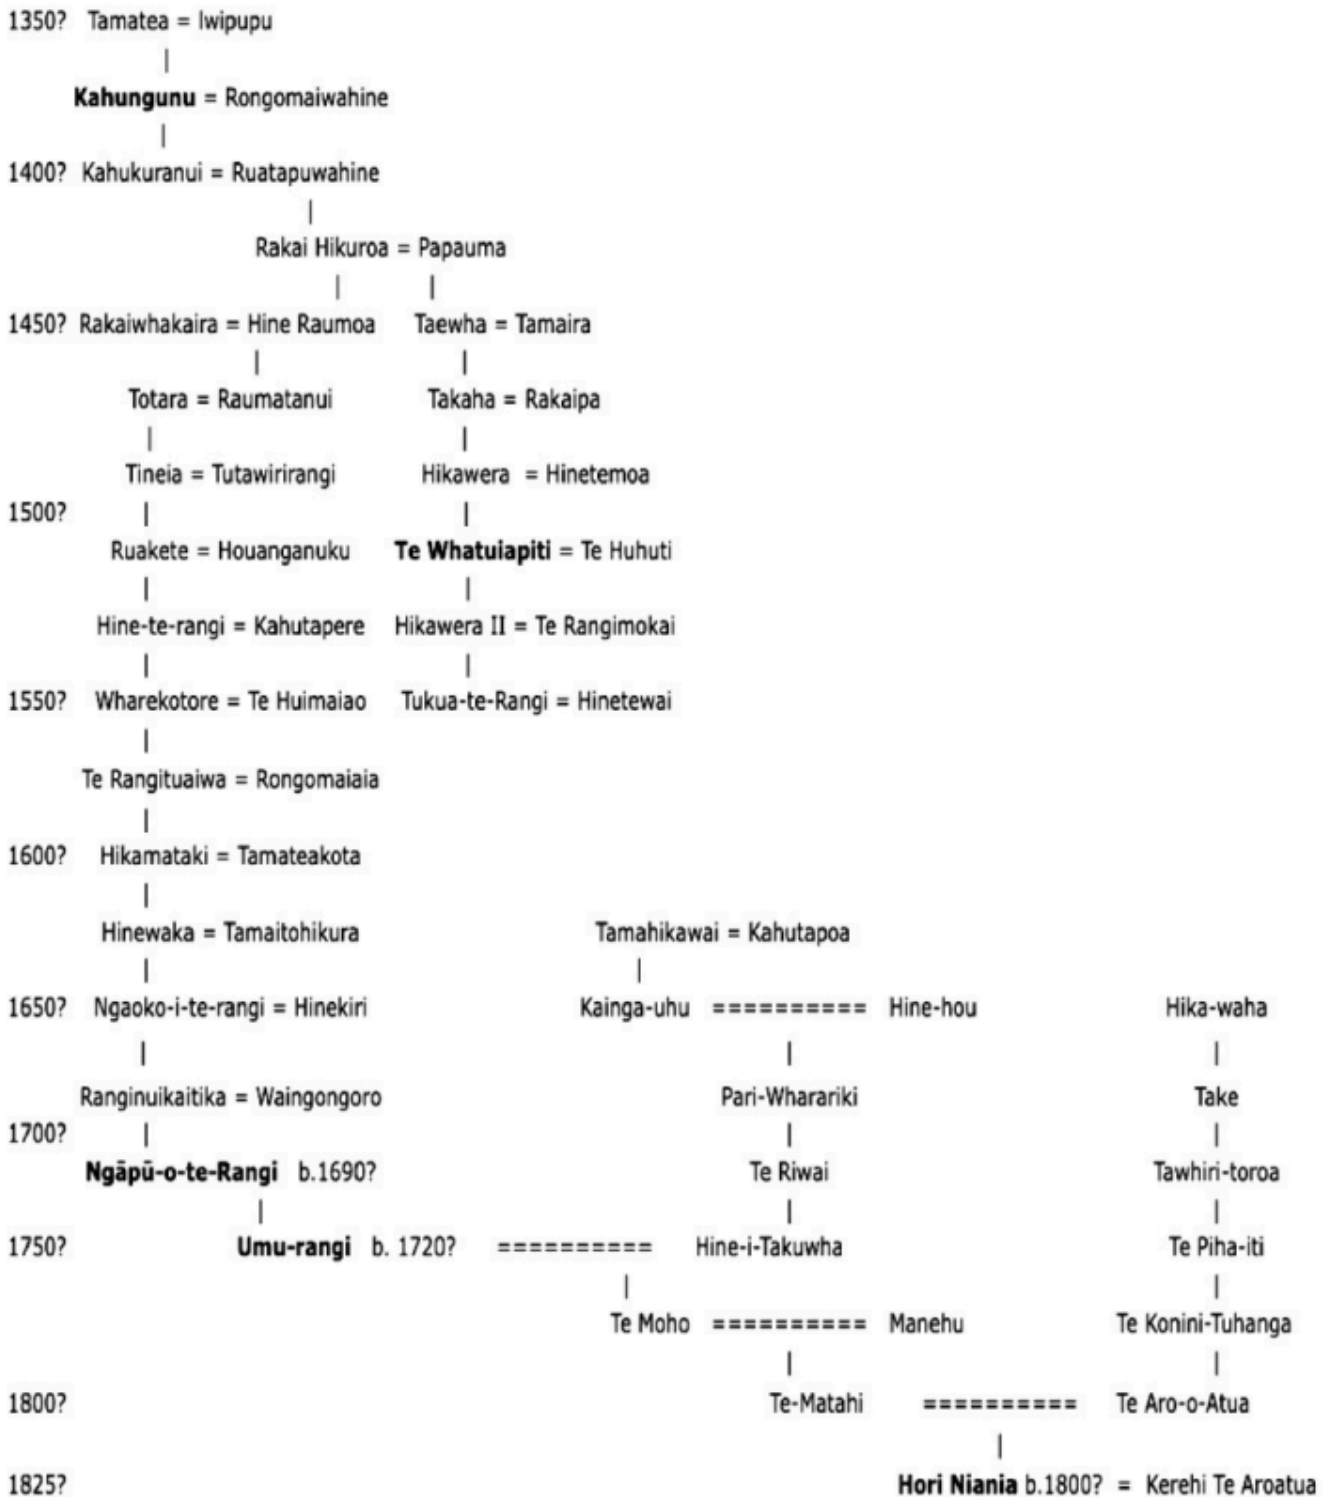 1350? Tamatea = Iwipupu
|
Kahungunu = Rongomaiwahine
|
1400? Kahukuranui = Ruatapuwahine
|
Rakai Hikuroa = Papauma
| |
1450? Rakaiwhakaira = Hine Raumoa Taewha = Tamaira
| |
Totara = Raumatanui Takaha = Rakaipa
| |
Tineia = Tutawirirangi Hikawera = Hinetemoa
1500? | |
Ruakete = Houanganuku Te Whatuiapiti = Te Huhuti
| |
Hine-te-rangi = Kahutapere Hikawera II = Te Rangimokai
| |
1550? Wharekotore = Te Huimaiao Tukua-te-Rangi = Hinetewai
|
Te Rangituaiwa = Rongomaiaia
|
1600? Hikamataki = Tamateakota
|
Hinewaka = Tamaitohikura Tamahikawai = Kahutapoa
| |
1650? Ngaoko-i-te-rangi = Hinekiri Kainga-uhu ========== Hine-hou Hika-waha
| | |
Ranginuikaitika = Waingongoro Pari-Wharariki Take
1700? | | |
Ngāpū-o-te-Rangi b.1690? Te Riwai Tawhiri-toroa
| | |
1750? Umu-rangi b. 1720? ========== Hine-i-Takuwha Te Piha-iti
| |
Te Moho ========== Manehu Te Konini-Tuhanga
| |
1800? Te-Matahi ========== Te Aro-o-Atua
|
1825? Hori Niania b.1800? = Kerehi Te Aroatua